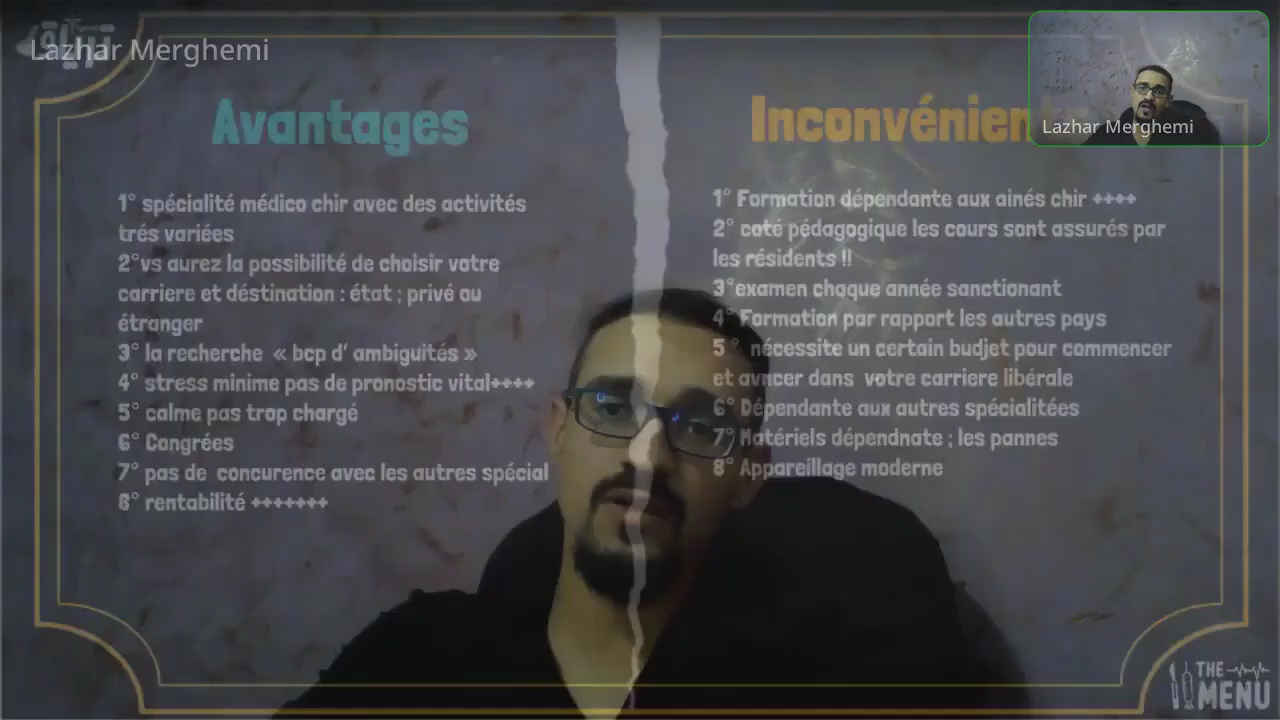 Lazhar Merghemi
Lazhar Merghemi
Avantages
1° spécialité médico chir avec des activités
trés variées
2°vs aurez la possibilité de choisir votre
carriere et déstination : état ; privé ou
étranger
3° la recherche « bcp d' ambiguités »
4° stress minime pas de pronostic vital++++
5° calme pas trop chargé
6° Congrées
7° pas de concurence avec les autres spécial
8° rentabilité +++++++
1° Formation dépendante aux ainés chir ++++
2° coté pédagogique les cours sont assurés par
les résidents !!
3°examen chaque année sanctionant
4° Formation par rapport les autres pays
5 ° nécessite un certain budjet pour commencer
et avncer dans votre carriere libérale
6° Dépendante aux autres spécialitées
7° Matériels dépendnate ; les pannes
8° Appareillage moderne
THE
MENU